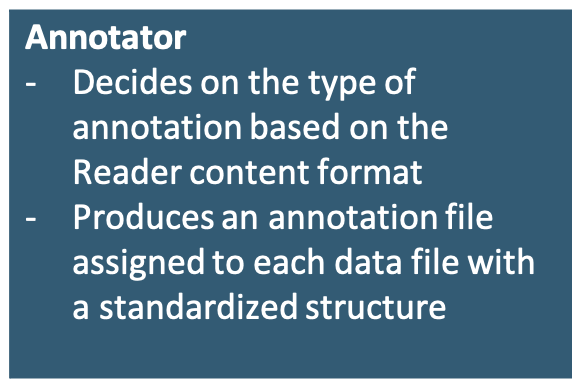 Annotator
- Decides on the type of
annotation based on the
Reader content format
- Produces an annotation file
assigned to each data file with
a standardized structure